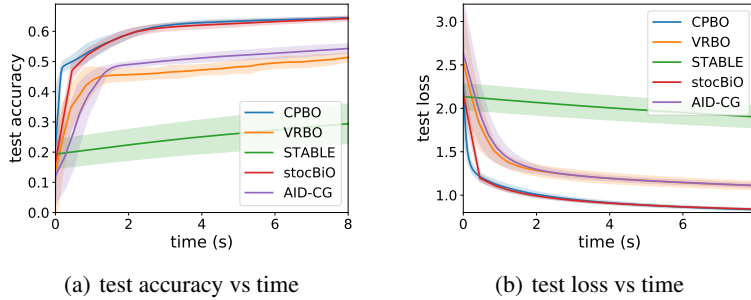 0.6
0.5
0.4
0.3
0.2
0.1
0.0
test accuracy
CPBO
VRBO
STABLE
stocBiO
AID-CG
0 2 4 6 8
time (s)
(a) test accuracy vs time
3.0
2.5
2.0
1.5
1.0
test loss
CPBO
VRBO
STABLE
stocBiO
AID-CG
0 2 4 6
time (s)
(b) test loss vs time